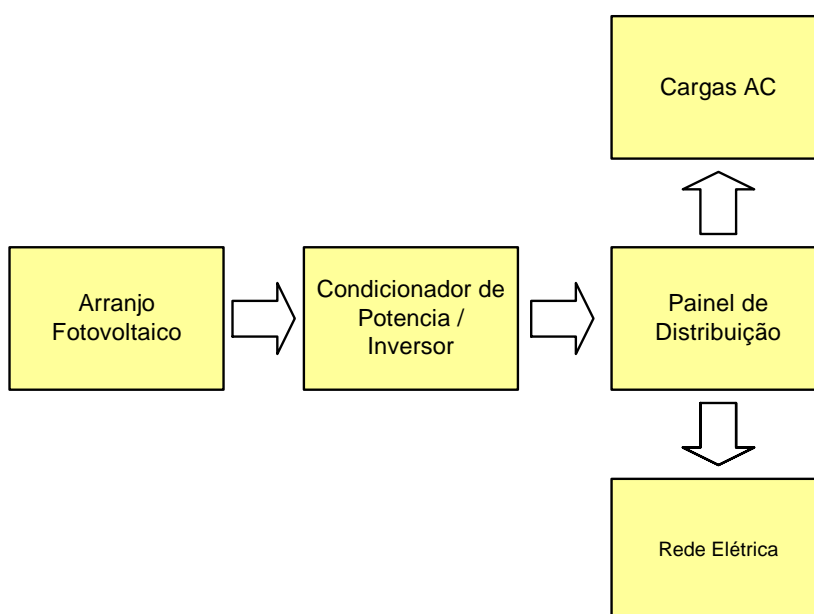 Cargas AC
Arranjo
Fotovoltaico
Condicionador de
Potencia /
Inversor
Painel de
Distribuição
Rede Elétrica